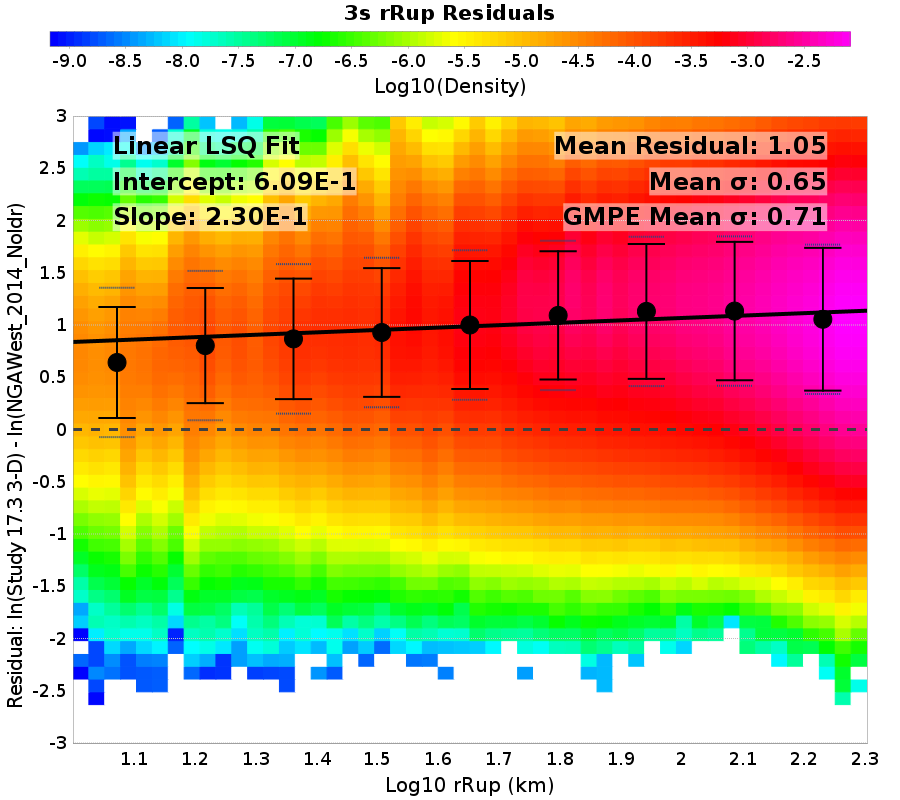 3s rRup Residuals
-9.0 -8.5 -8.0 -7.5 -7.0 -6.5 -6.0 -5.5 -5.0 -4.5 -4.0 -3.5 -3.0 -2.5
Log10(Density)
Linear LSQ Fit
Intercept: 6.09E-1
Slope: 2.30E-1
Mean Residual: 1.05
Mean σ: 0.65
GMPE Mean σ: 0.71
Residual: ln(Study 17.3 3-D) - ln(NGAWest_2014_NoIdr)
3
2.5
2
1.5
1
0.5
0
-0.5
-1
-1.5
-2
-2.5
-3
1.1 1.2 1.3 1.4 1.5 1.6 1.7 1.8 1.9 2 2.1 2.2 2.3
Log10 rRup (km)